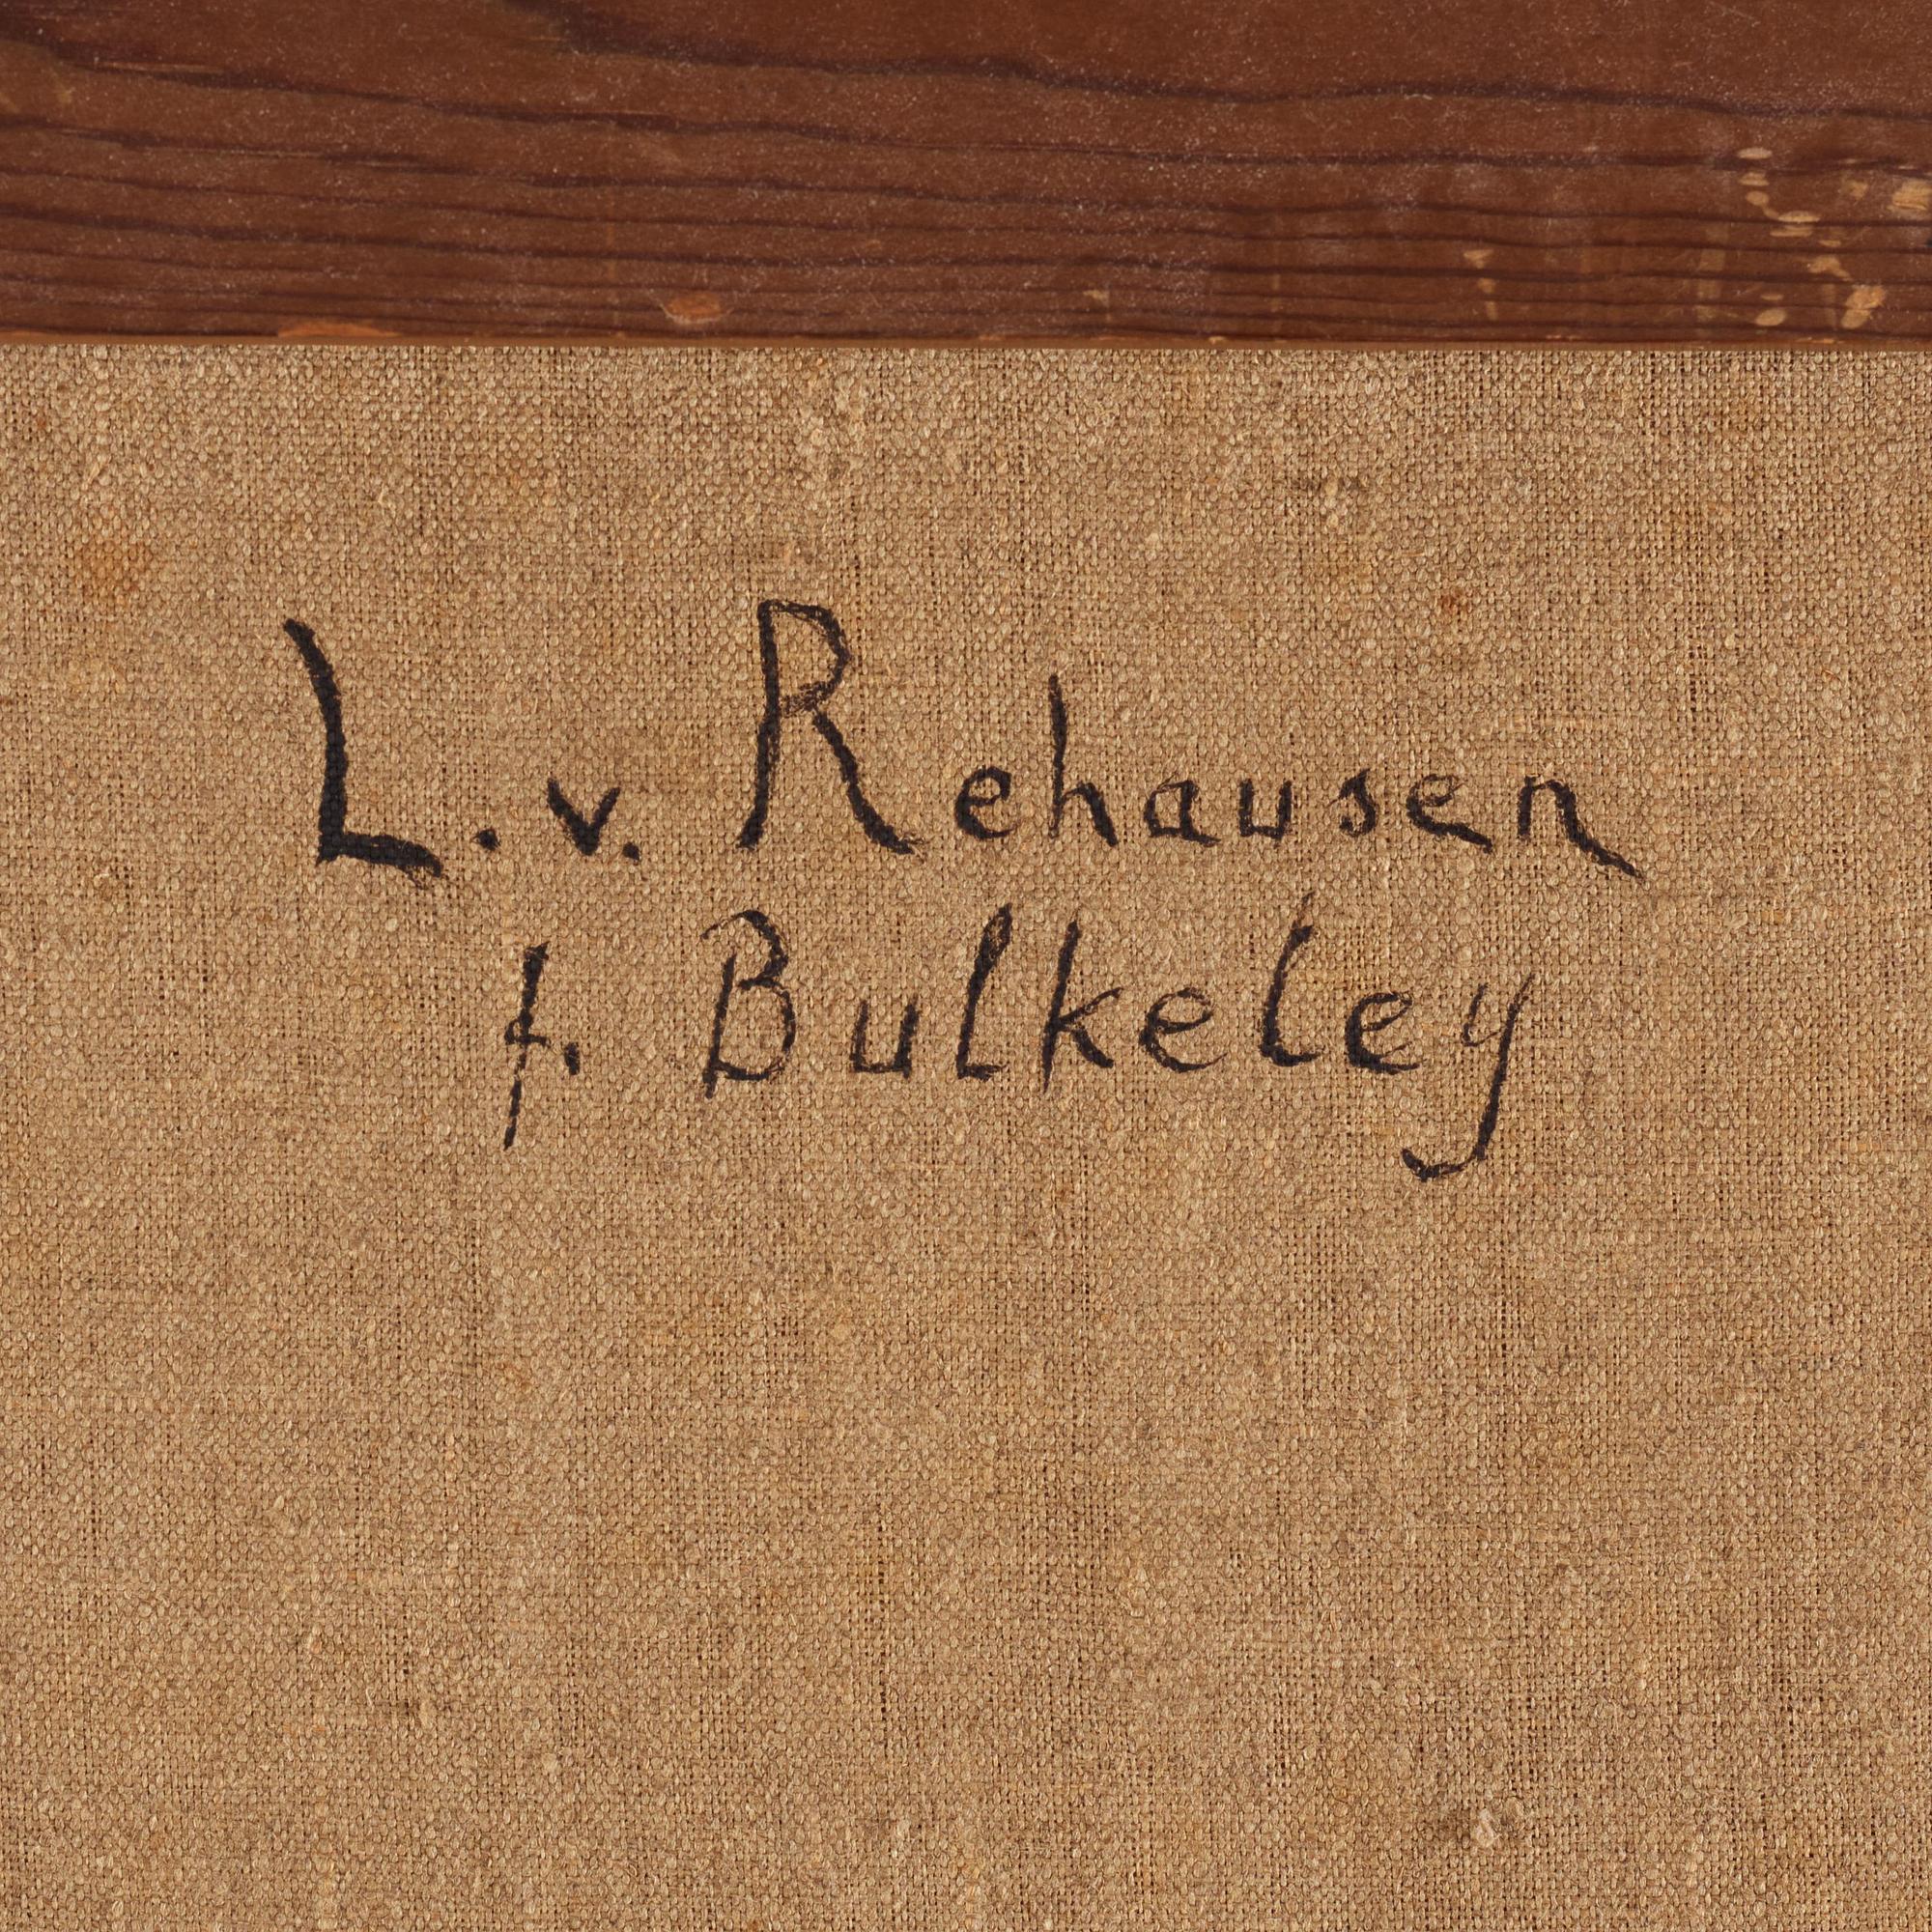 L. v. Rehausen
f. Bulkeley